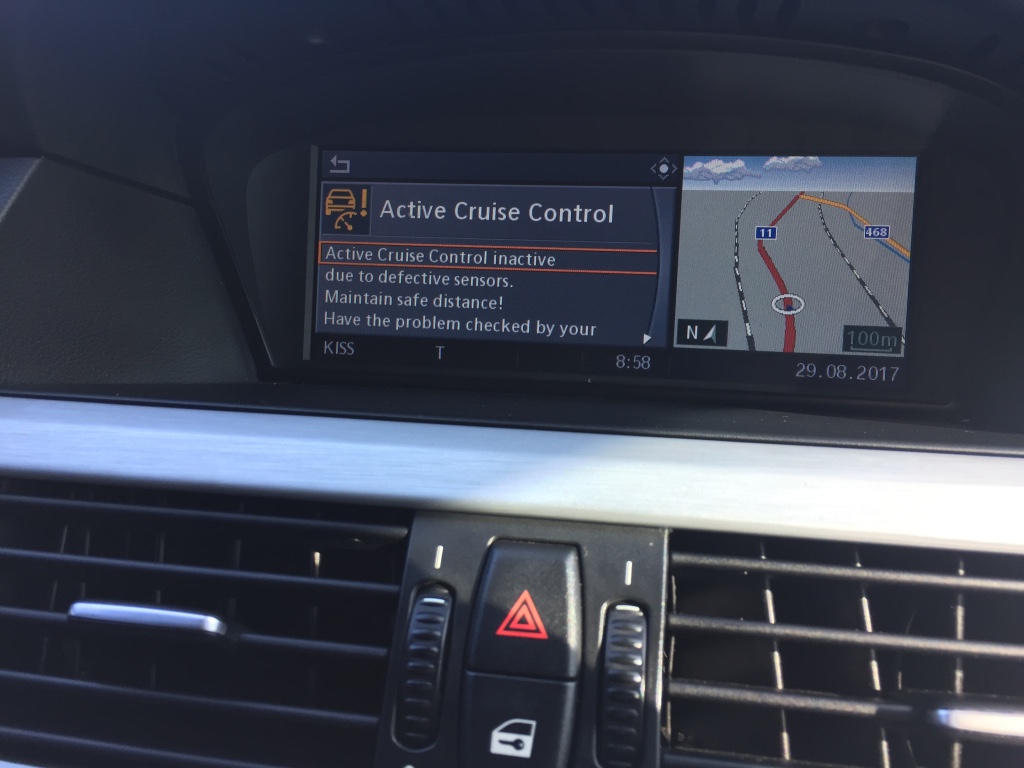 Active Cruise Control
Active Cruise Control inactive
due to defective sensors.
Maintain safe distance!
Have the problem checked by your
KISS T 8:58
11
468
N
100m
29.08.2017